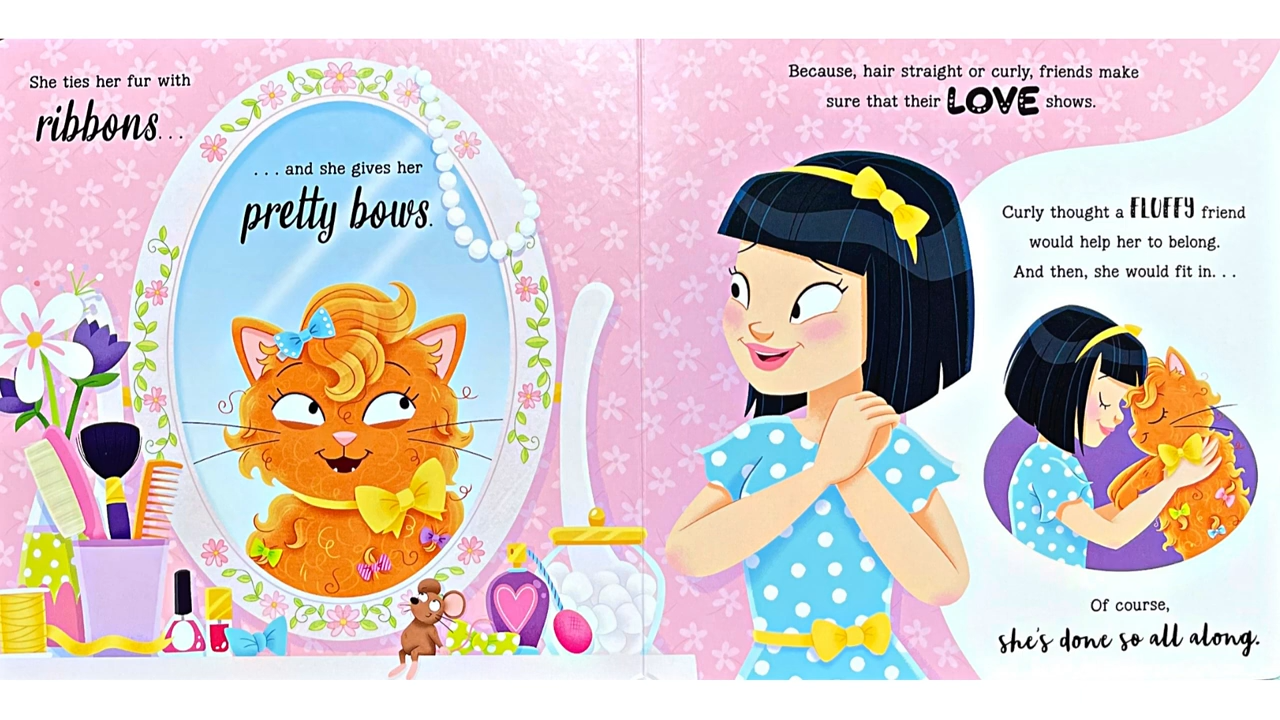 She ties her fur with
ribbons. . .
. . . and she gives her
pretty bows.
Because, hair straight or curly, friends make
sure that their LOVE shows.
Curly thought a FLUFFY friend
would help her to belong.
And then, she would fit in. . .
Of course,
she's done so all along.